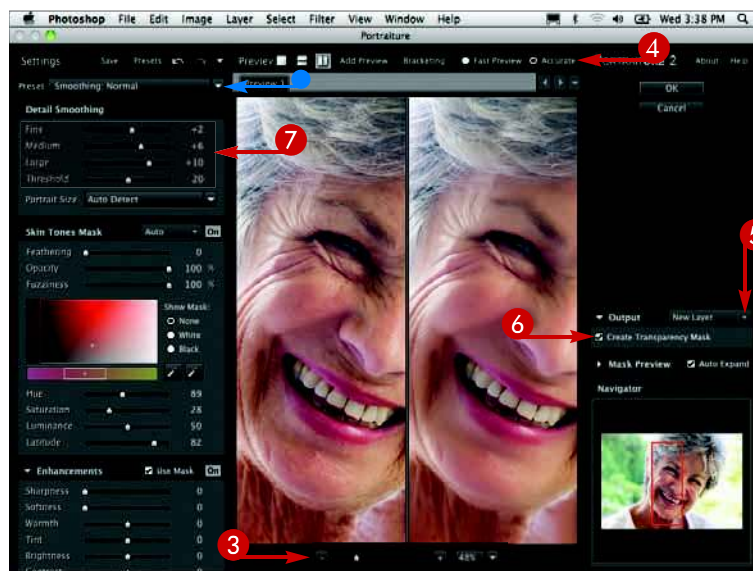 Photoshop File Edit Image Layer Select Filter View Window Help Wed 3:38 PM
Portraiture
Settings Save Presets Preview Add Preview Bracketing Fast Preview Accurate 4 2 About Help
Preset Smoothing: Normal Preview 1
OK
Cancel
Detail Smoothing
Fine +2
Medium +6
7
Large +10
Threshold 20
Portrait Size Auto Detect
Skin Tones Mask Auto On
Feathering 0
Opacity 100 %
Fuzziness 100 %
Show Mask:
None
White
Black
Hue 89
Saturation 28
Luminance 50
Latitude 82
Enhancements Use Mask On
Sharpness 0
Softness 0
Warmth 0
Tint 0
Brightness 0
Contrast 0
3
48%
5
Output New Layer
6
Create Transparency Mask
Mask Preview Auto Expand
Navigator